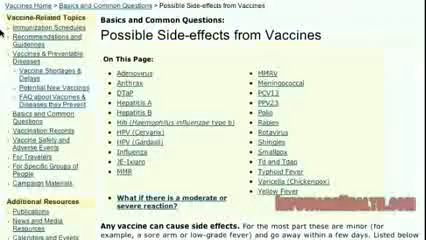 Vaccines Home > Basics and Common Questions > Possible Side-effects from Vaccines
Vaccine-Related Topics
Immunization Schedules
Recommendations and
Guidelines
Vaccines & Preventable
Diseases
Vaccine Shortages &
Delays
Potential New Vaccines
FAQ about Vaccines &
Diseases they Prevent
Basics and Common
Questions
Vaccination Records
Vaccine Safety and
Adverse Events
For Travelers
For Specific Groups of
People
Campaign Materials
Additional Resources
Publications
News and Media
Resources
Calendars and Events
Basics and Common Questions:
Possible Side-effects from Vaccines
On This Page:
Adenovirus
Anthrax
DTaP
Hepatitis A
Hepatitis B
Hib (Haemophilus influenzae type b)
HPV (Cervarix)
HPV (Gardasil)
Influenza
JE-Ixiaro
MMR
MMRV
Meningococcal
PCV13
PPV23
Polio
Rabies
Rotavirus
Shingles
Smallpox
Td and Tdap
Typhoid Fever
Varicella (Chickenpox)
Yellow Fever
What if there is a moderate or
severe reaction?
Any vaccine can cause side effects. For the most part these are minor (for
example, a sore arm or low-grade fever) and go away within a few days. Listed below